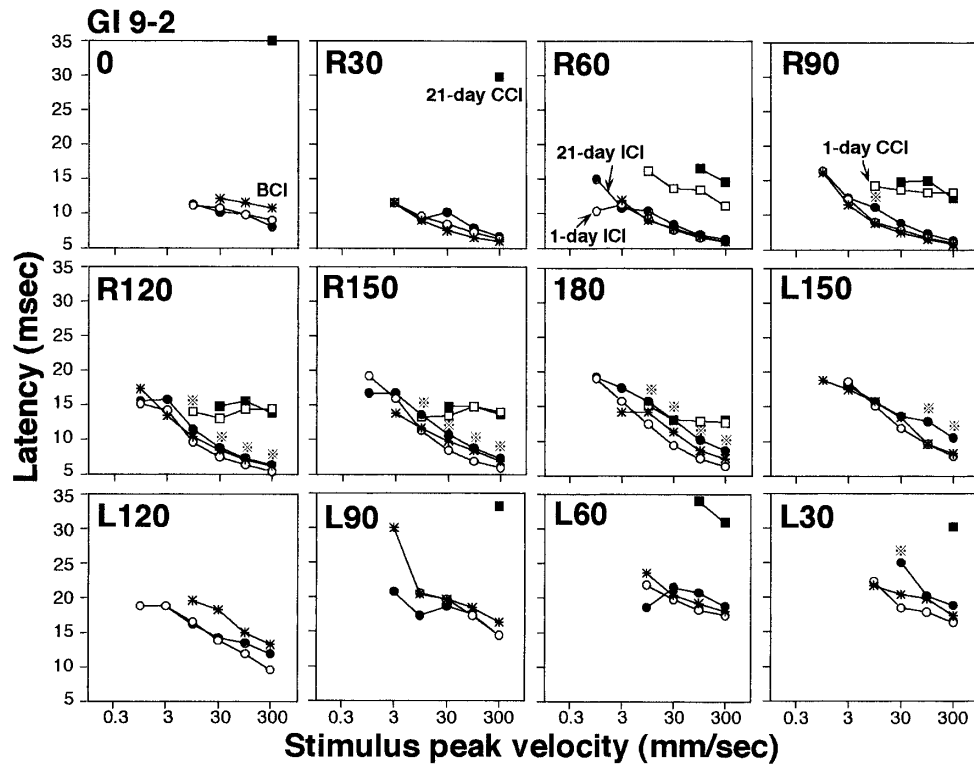 GI 9-2
35
30
25
20
15
10
5
0
BCI
R30
21-day CCI
R60
21-day ICI
1-day ICI
R90
1-day CCI
35
30
25
20
15
10
5
R120
R150
180
L150
35
30
25
20
15
10
5
L120
L90
L60
L30
0.3 3 30 300
0.3 3 30 300
0.3 3 30 300
0.3 3 30 300
Latency (msec)
Stimulus peak velocity (mm/sec)